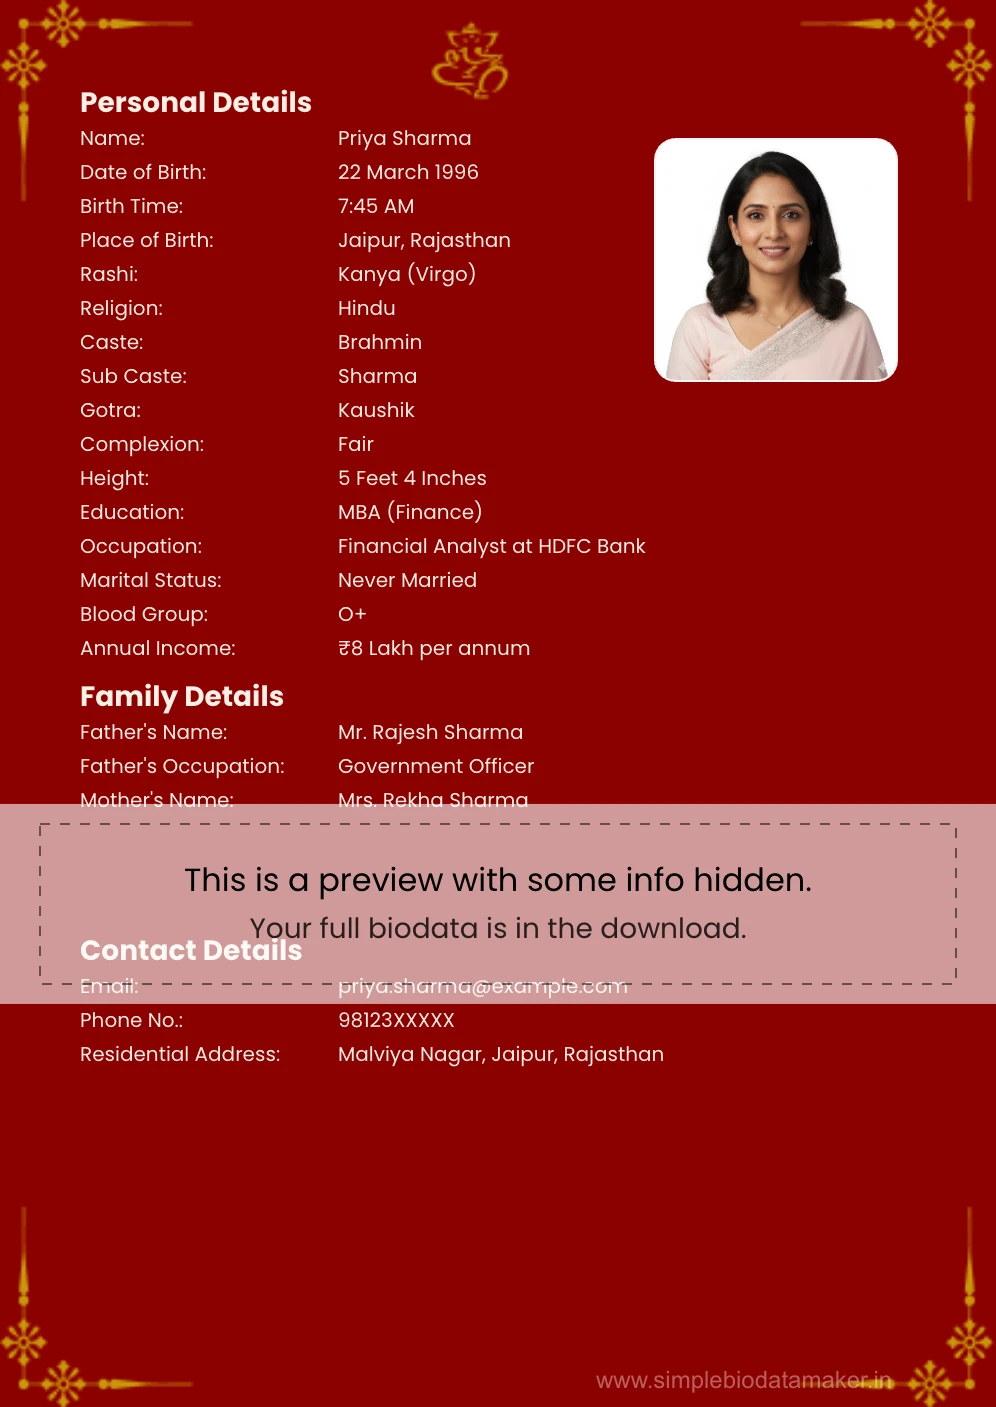 Personal Details
Name: Priya Sharma
Date of Birth: 22 March 1996
Birth Time: 7:45 AM
Place of Birth: Jaipur, Rajasthan
Rashi: Kanya (Virgo)
Religion: Hindu
Caste: Brahmin
Sub Caste: Sharma
Gotra: Kaushik
Complexion: Fair
Height: 5 Feet 4 Inches
Education: MBA (Finance)
Occupation: Financial Analyst at HDFC Bank
Marital Status: Never Married
Blood Group: O+
Annual Income: ₹8 Lakh per annum
Family Details
Father's Name: Mr. Rajesh Sharma
Father's Occupation: Government Officer
Mother's Name: Mrs. Rekha Sharma
This is a preview with some info hidden.
Your full biodata is in the download.
Contact Details
Email: priya.sharma@example.com
Phone No.: 98123XXXXX
Residential Address: Malviya Nagar, Jaipur, Rajasthan
www.simplebiodatamaker.in